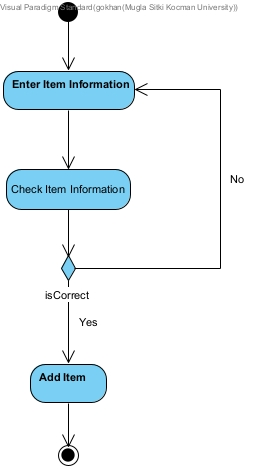 Visual Paradigm Standard(gokhan(Mugla Sitki Kocman University))
Enter Item Information
No
Check Item Information
isCorrect
Yes
Add Item